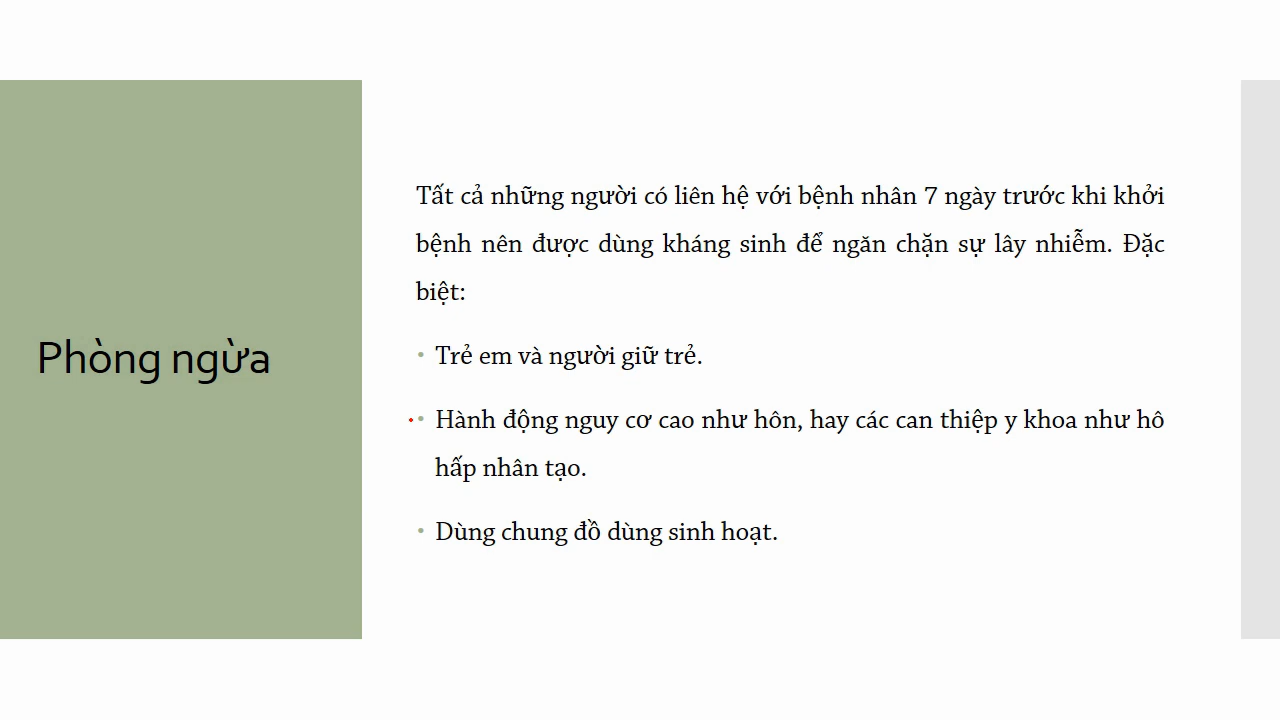 Phòng ngừa
Tất cả những người có liên hệ với bệnh nhân 7 ngày trước khi khởi
bệnh nên được dùng kháng sinh để ngăn chặn sự lây nhiễm. Đặc
biệt:
• Trẻ em và người giữ trẻ.
• Hành động nguy cơ cao như hôn, hay các can thiệp y khoa như hô
hấp nhân tạo.
• Dùng chung đồ dùng sinh hoạt.